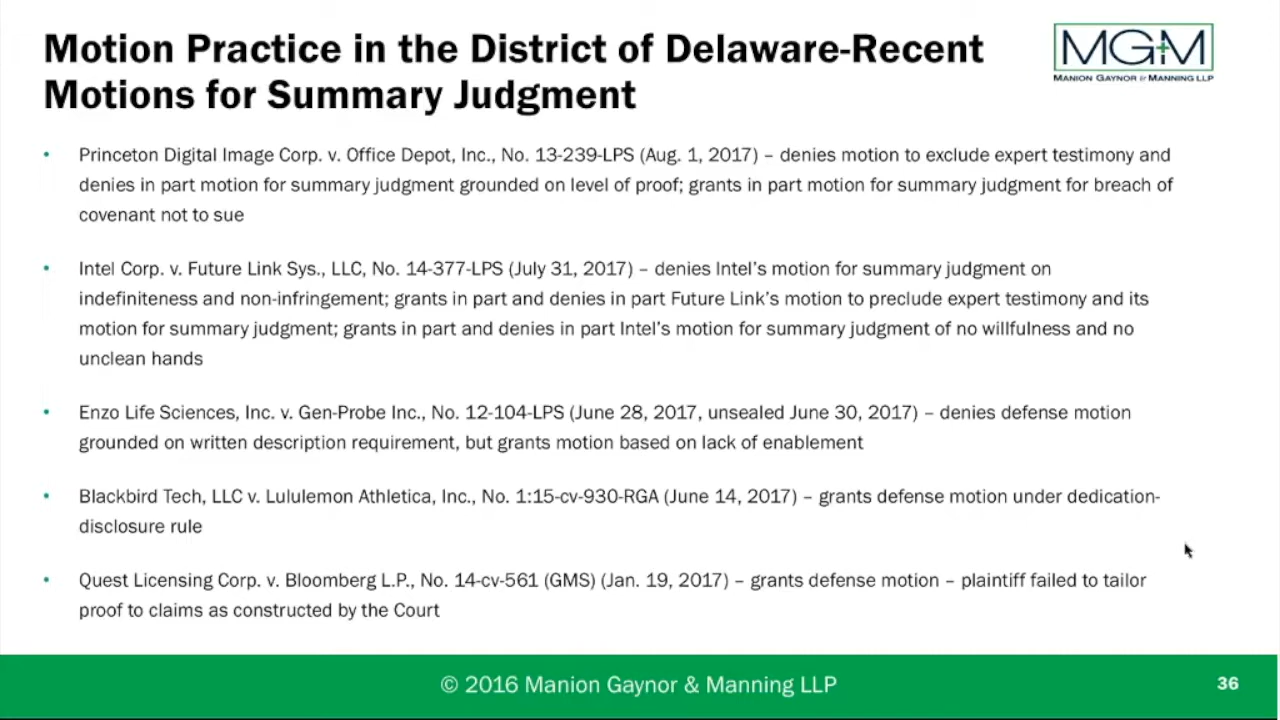 Motion Practice in the District of Delaware-Recent
Motions for Summary Judgment
MG+M
MANION GAYNOR & MANNING LLP
• Princeton Digital Image Corp. v. Office Depot, Inc., No. 13-239-LPS (Aug. 1, 2017) – denies motion to exclude expert testimony and
denies in part motion for summary judgment grounded on level of proof; grants in part motion for summary judgment for breach of
covenant not to sue
• Intel Corp. v. Future Link Sys., LLC, No. 14-377-LPS (July 31, 2017) – denies Intel’s motion for summary judgment on
indefiniteness and non-infringement; grants in part and denies in part Future Link’s motion to preclude expert testimony and its
motion for summary judgment; grants in part and denies in part Intel’s motion for summary judgment of no willfulness and no
unclean hands
• Enzo Life Sciences, Inc. v. Gen-Probe Inc., No. 12-104-LPS (June 28, 2017, unsealed June 30, 2017) – denies defense motion
grounded on written description requirement, but grants motion based on lack of enablement
• Blackbird Tech, LLC v. Lululemon Athletica, Inc., No. 1:15-cv-930-RGA (June 14, 2017) – grants defense motion under dedication-
disclosure rule
• Quest Licensing Corp. v. Bloomberg L.P., No. 14-cv-561 (GMS) (Jan. 19, 2017) – grants defense motion – plaintiff failed to tailor
proof to claims as constructed by the Court
© 2016 Manion Gaynor & Manning LLP
36